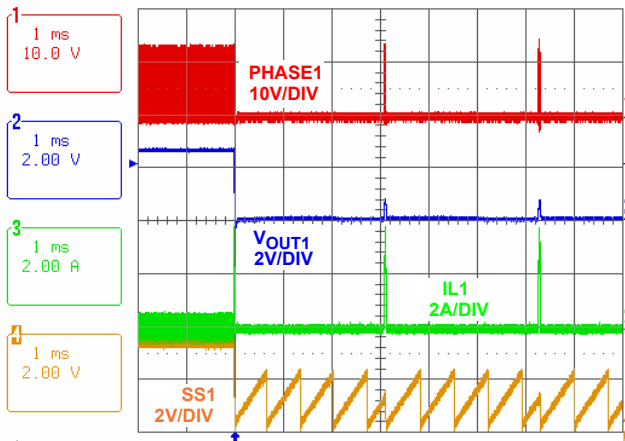 1
1 ms
10.0 V
PHASE1
10V/DIV
2
1 ms
2.00 V
VOUT1
2V/DIV
3
1 ms
2.00 A
IL1
2A/DIV
4
1 ms
2.00 V
SS1
2V/DIV